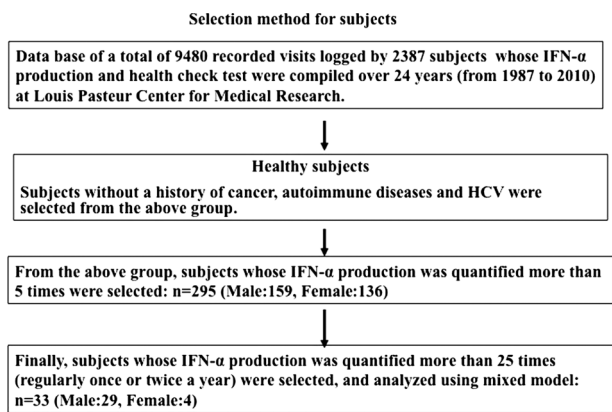 Selection method for subjects
Data base of a total of 9480 recorded visits logged by 2387 subjects whose IFN-α
production and health check test were compiled over 24 years (from 1987 to 2010)
at Louis Pasteur Center for Medical Research.
Healthy subjects
Subjects without a history of cancer, autoimmune diseases and HCV were
selected from the above group.
From the above group, subjects whose IFN-α production was quantified more than
5 times were selected: n=295 (Male:159, Female:136)
Finally, subjects whose IFN-α production was quantified more than 25 times
(regularly once or twice a year) were selected, and analyzed using mixed model:
n=33 (Male:29, Female:4)